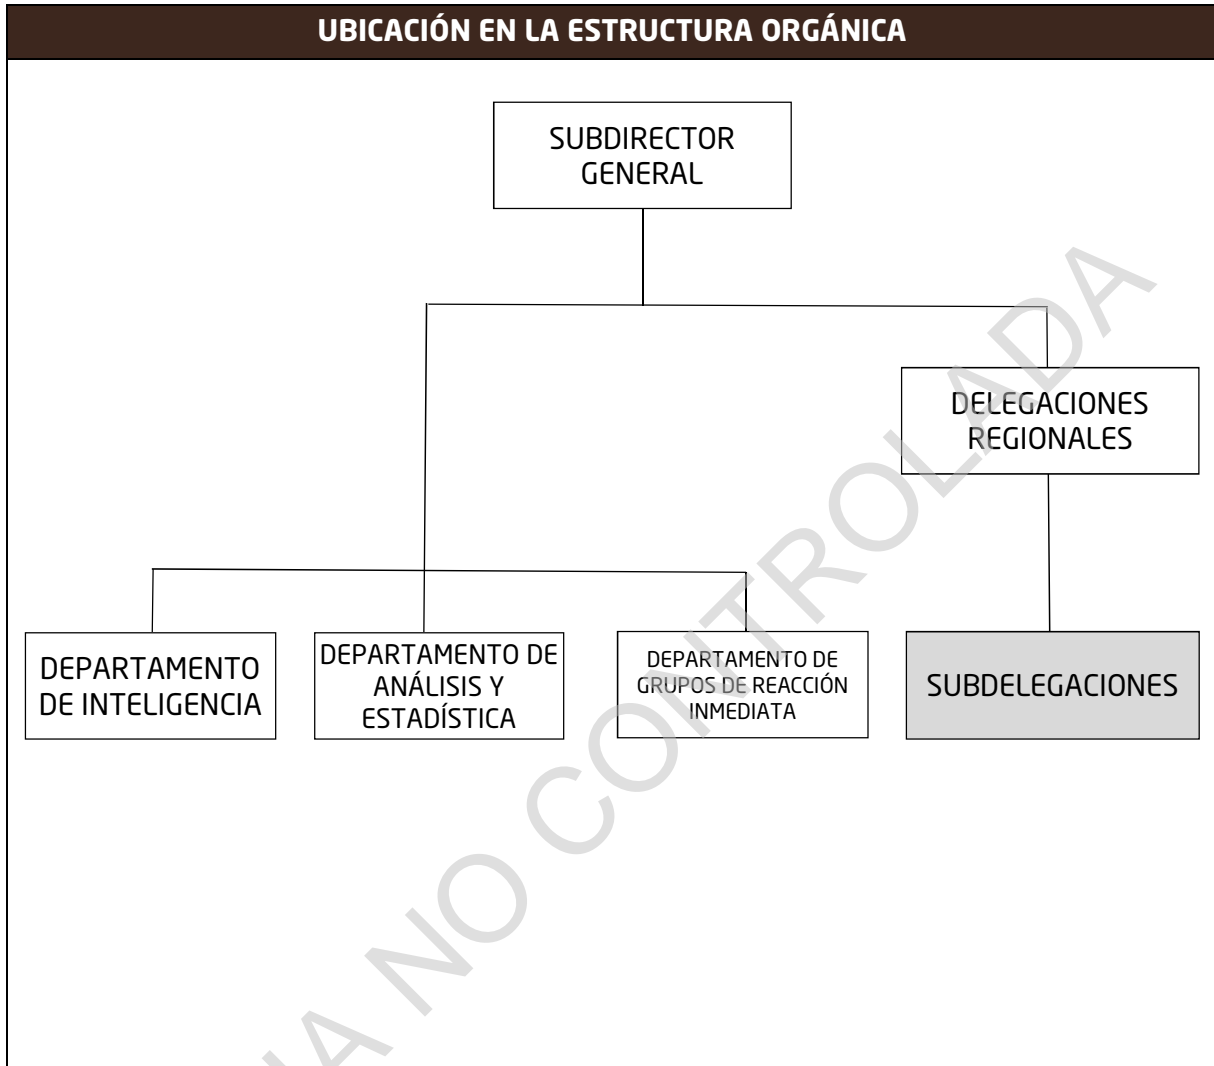 UBICACIÓN EN LA ESTRUCTURA ORGÁNICA
SUBDIRECTOR
GENERAL
DELEGACIONES
REGIONALES
DEPARTAMENTO
DE INTELIGENCIA
DEPARTAMENTO DE
ANÁLISIS Y
ESTADÍSTICA
DEPARTAMENTO DE
GRUPOS DE REACCIÓN
INMEDIATA
SUBDELEGACIONES
NO CONTROLADA